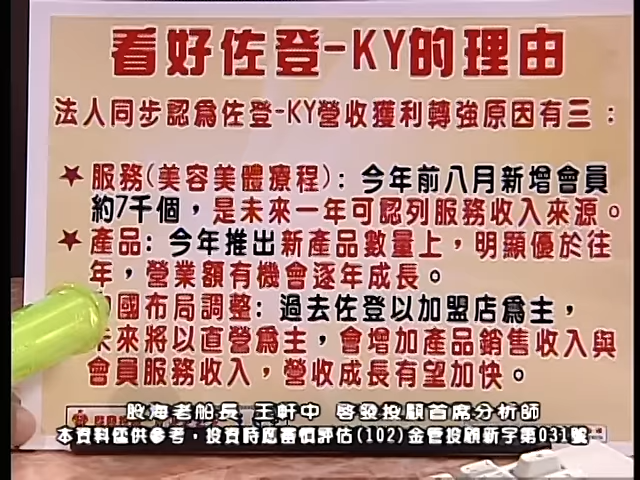 看好佐登-KY的理由
法人同步認為佐登-KY營收獲利轉強原因有三：
★服務(美容美體療程)：今年前八月新增會員
約7千個，是未來一年可認列服務收入來源。
★產品：今年推出新產品數量上，明顯優於往
年，營業額有機會逐年成長。
國布局調整：過去佐登以加盟店為主，
未來將以直營為主，會增加產品銷售收入與
會員服務收入，營收成長有望加快。
股海老船長 王軒中 啓發投顧首席分析師
本資料僅供參考，投資時應審慎評估(102)金管投顧新字第031號